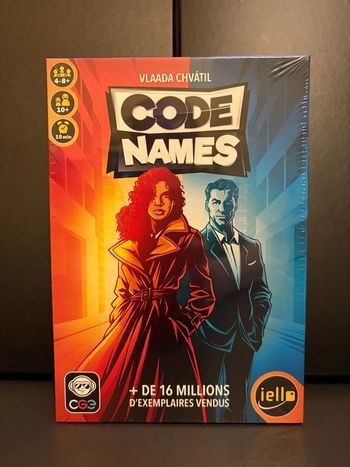 VLAADA CHVÁTIL
4-8+
CODE
NAMES
10+
15 min
+ DE 16 MILLIONS
D'EXEMPLAIRES VENDUS
CGE
iello